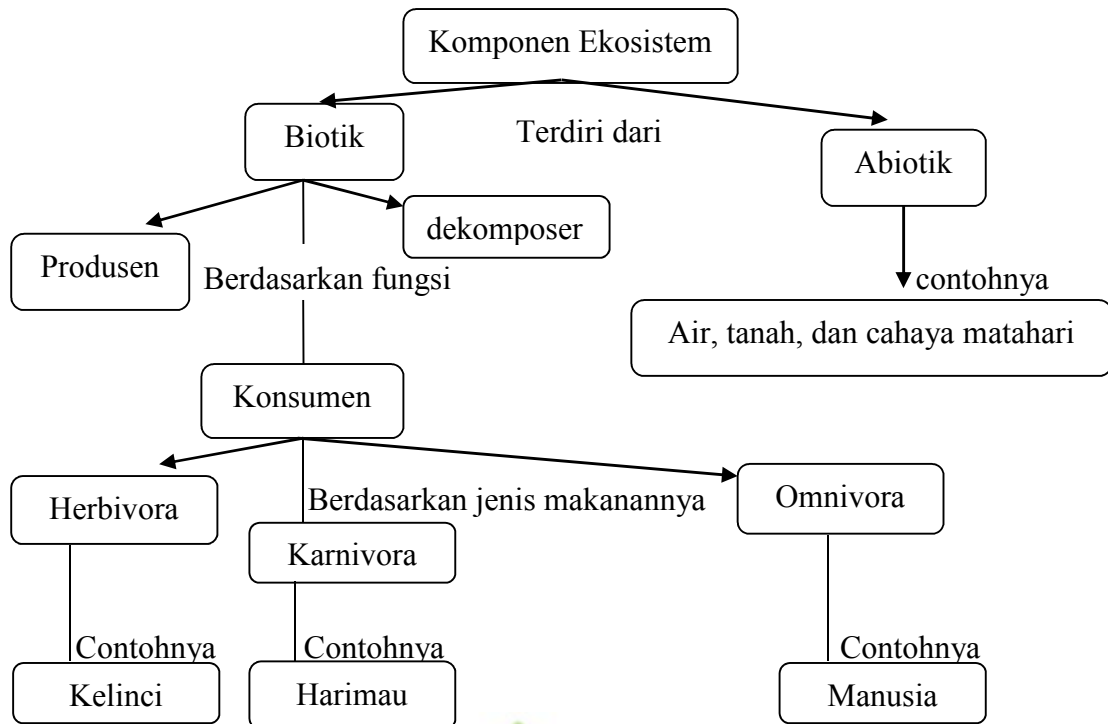 Komponen Ekosistem
Biotik
Terdiri dari
Abiotik
Produsen
dekomposer
Berdasarkan fungsi
contohnya
Air, tanah, dan cahaya matahari
Konsumen
Herbivora
Berdasarkan jenis makanannya
Omnivora
Karnivora
Contohnya
Contohnya
Contohnya
Kelinci
Harimau
Manusia